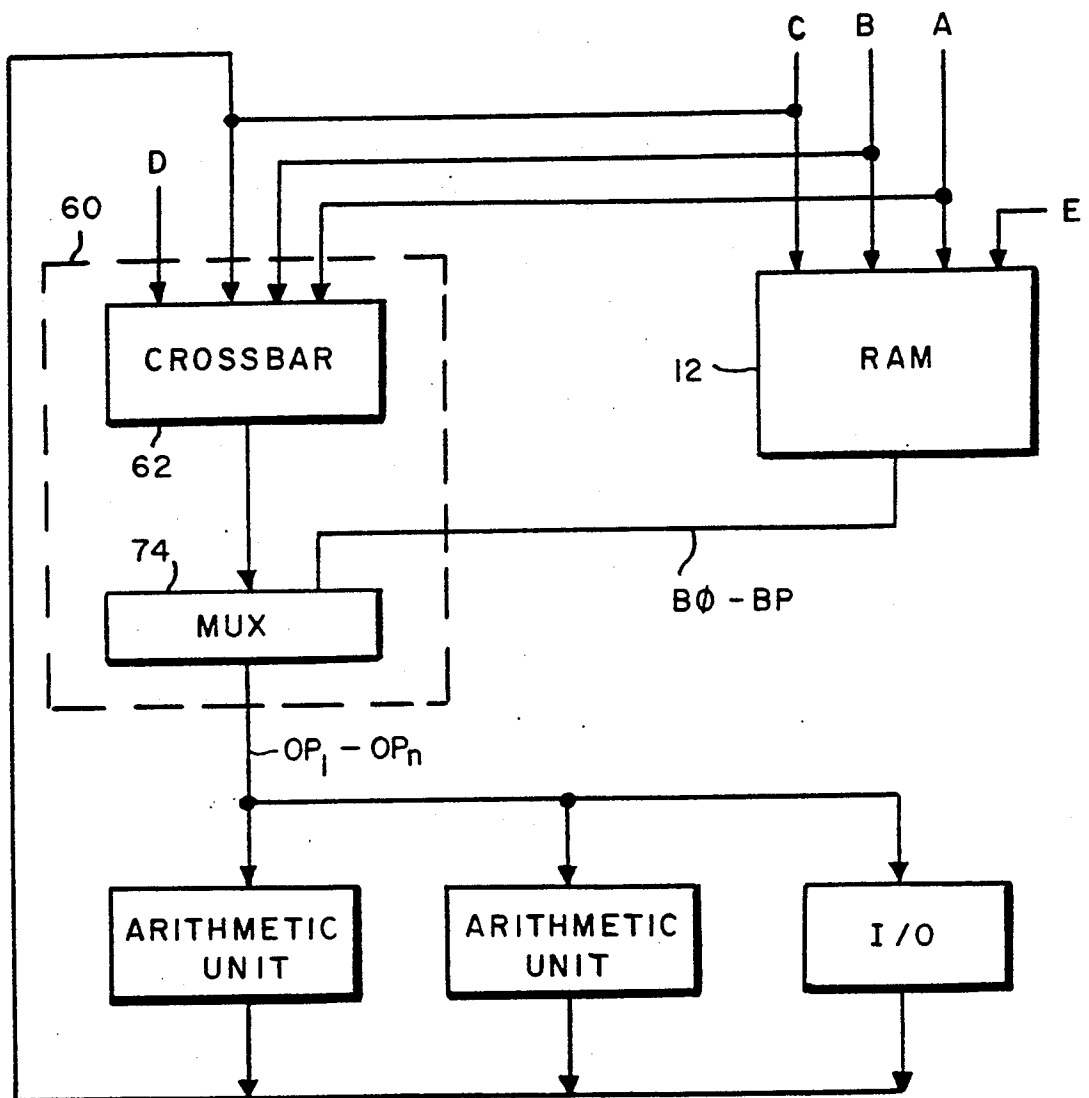 C B A
D
E
60
CROSSBAR
RAM
12
62
74
MUX
BØ - BP
OP₁ - OPₙ
ARITHMETIC
UNIT
ARITHMETIC
UNIT
I/O